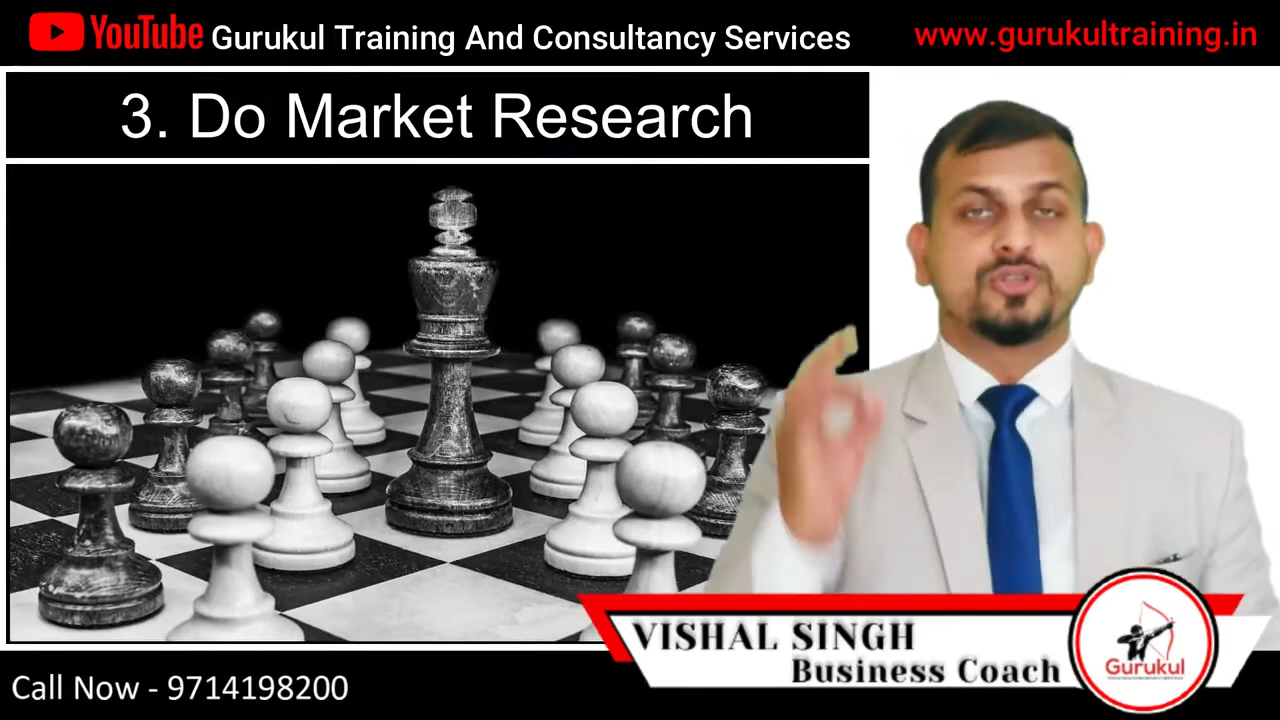 YouTube Gurukul Training And Consultancy Services
www.gurukultraining.in
3. Do Market Research
VISHAL SINGH
Business Coach
Gurukul
Call Now - 9714198200